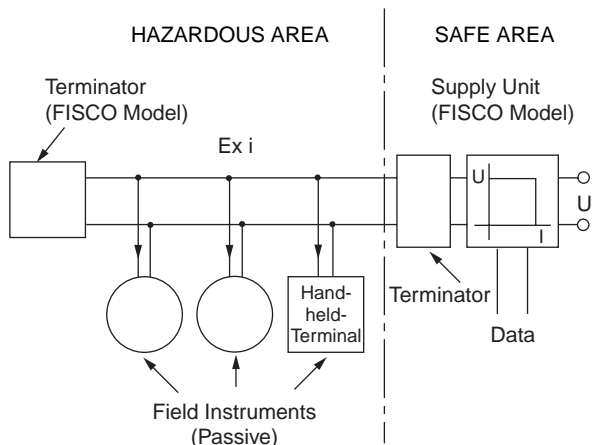 HAZARDOUS AREA
SAFE AREA
Terminator
(FISCO Model)
Supply Unit
(FISCO Model)
Ex i
U
I
U
Hand-
held-
Terminal
Terminator
Data
Field Instruments
(Passive)